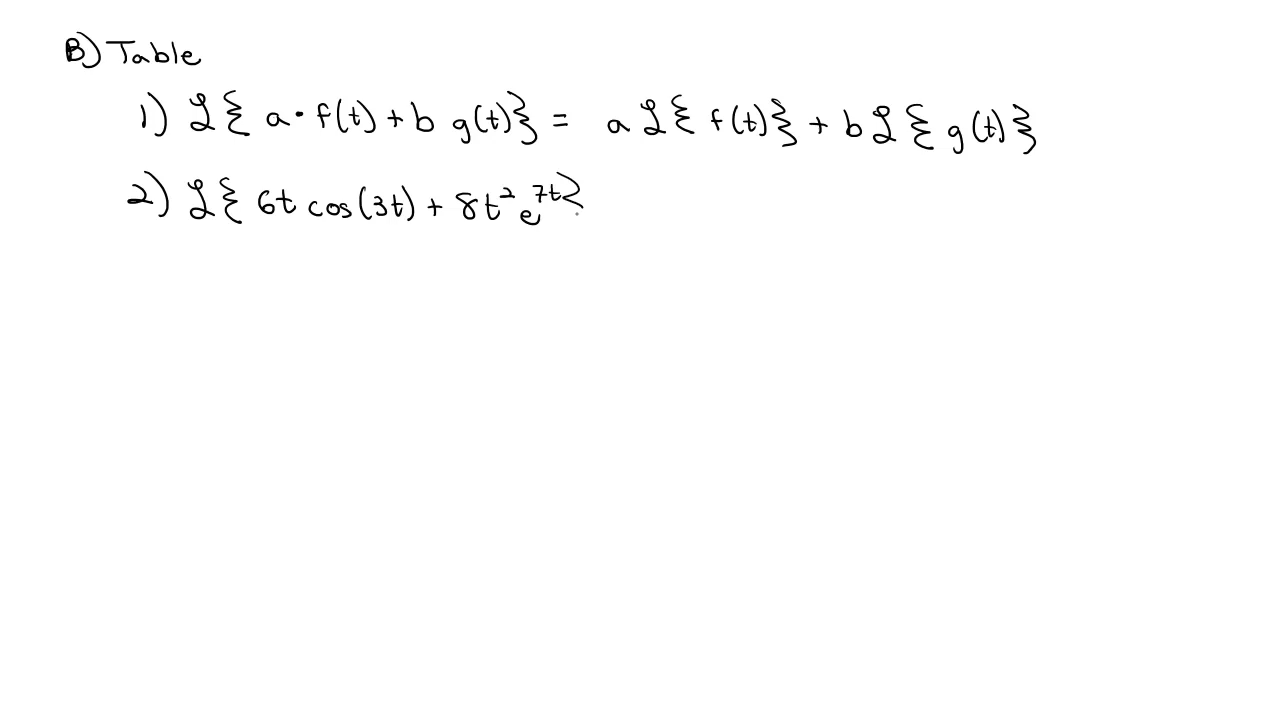 B) Table
1) ℒ{ a · f(t) + b g(t)} = a ℒ{ f(t)} + b ℒ{ g(t)}
2) ℒ{ 6t cos(3t) + 8t² e^{7t}}